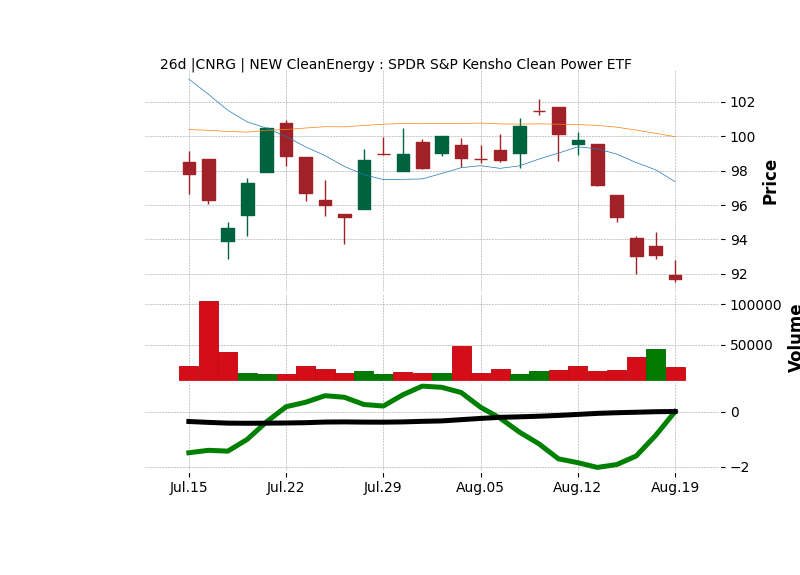 26d |CNRG | NEW CleanEnergy : SPDR S&P Kensho Clean Power ETF
102
100
98
96
94
92
Price
100000
50000
Volume
0
−2
Jul.15 Jul.22 Jul.29 Aug.05 Aug.12 Aug.19